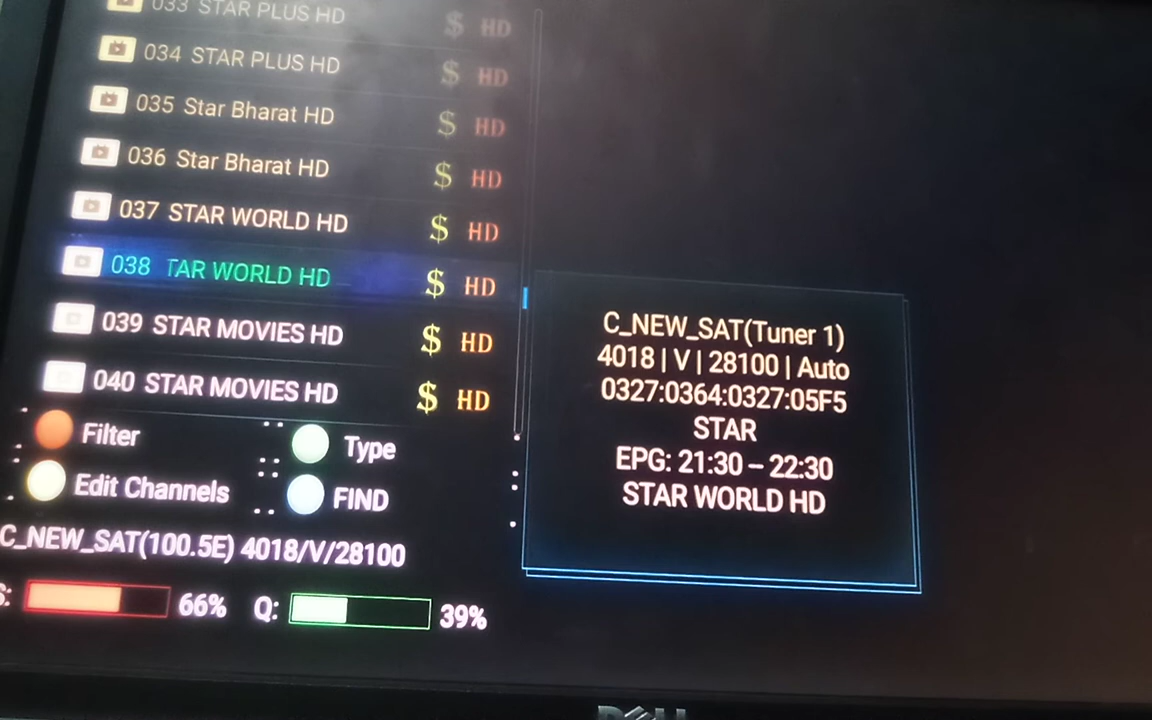 033 STAR PLUS HD $ HD
034 STAR PLUS HD $ HD
035 Star Bharat HD $ HD
036 Star Bharat HD $ HD
037 STAR WORLD HD $ HD
038 TAR WORLD HD $ HD
039 STAR MOVIES HD $ HD
040 STAR MOVIES HD $ HD
Filter
Type
Edit Channels
FIND
C_NEW_SAT(100.5E) 4018/V/28100
S: 66% Q: 39%
C_NEW_SAT(Tuner 1)
4018 | V | 28100 | Auto
0327:0364:0327:05F5
STAR
EPG: 21:30 – 22:30
STAR WORLD HD
DELL